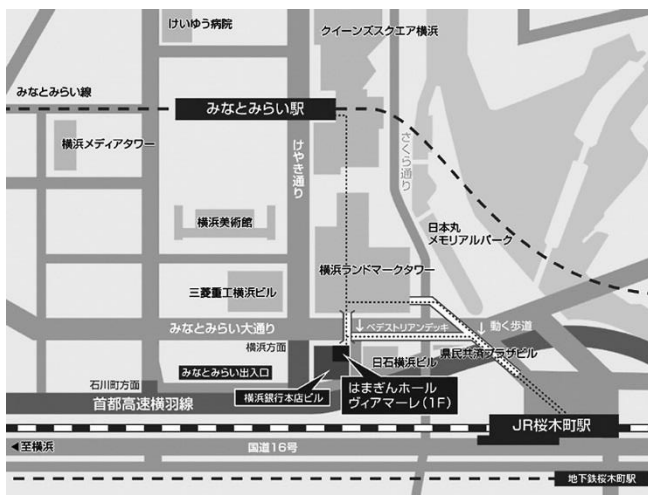 けいゆう病院
クイーンズスクエア横浜
みなとみらい線
みなとみらい駅
横浜メディアタワー
けやき通り
さくら通り
横浜美術館
日本丸
メモリアルパーク
横浜ランドマークタワー
三菱重工横浜ビル
みなとみらい大通り
↓ペデストリアンデッキ
↓動く歩道
横浜方面
日石横浜ビル
県民共済プラザビル
石川町方面
みなとみらい出入口
はまぎんホール
ヴィアマーレ(1F)
横浜銀行本店ビル
首都高速横羽線
JR桜木町駅
◀至横浜
国道16号
地下鉄桜木町駅